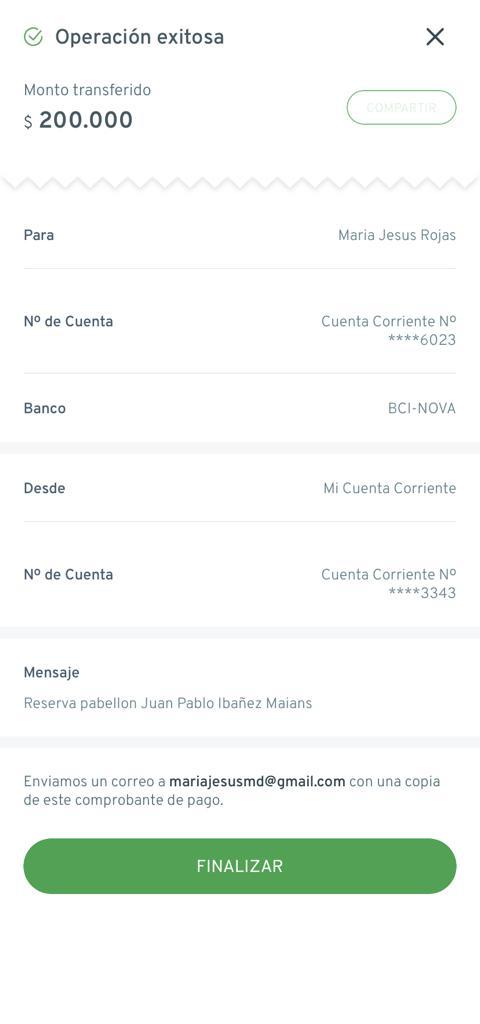 Operación exitosa
Monto transferido
$ 200.000
COMPARTIR
Para
Maria Jesus Rojas
Nº de Cuenta
Cuenta Corriente Nº
****6023
Banco
BCI-NOVA
Desde
Mi Cuenta Corriente
Nº de Cuenta
Cuenta Corriente Nº
****3343
Mensaje
Reserva pabellon Juan Pablo Ibañez Maians
Enviamos un correo a mariajesusmd@gmail.com con una copia
de este comprobante de pago.
FINALIZAR